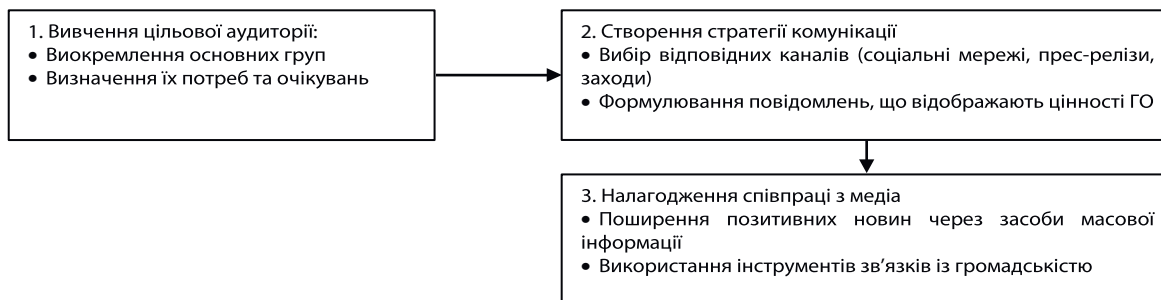 1. Вивчення цільової аудиторії:
• Виокремлення основних груп
• Визначення їх потреб та очікувань
2. Створення стратегії комунікації
• Вибір відповідних каналів (соціальні мережі, прес-релізи,
заходи)
• Формулювання повідомлень, що відображають цінності ГО
3. Налагодження співпраці з медіа
• Поширення позитивних новин через засоби масової
інформації
• Використання інструментів зв’язків із громадськістю